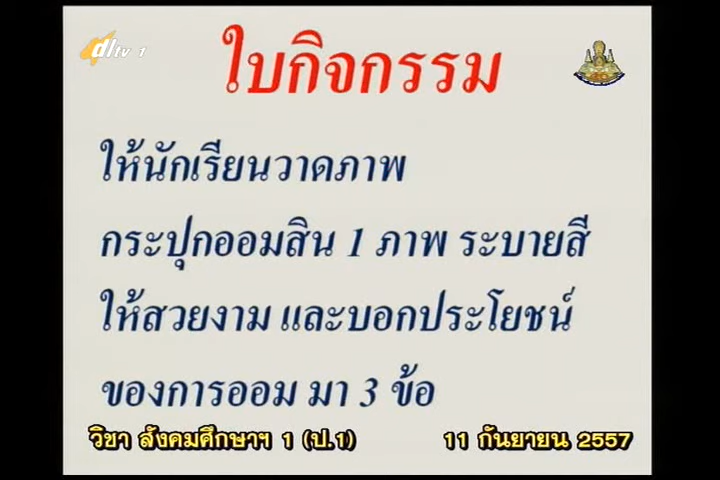 dltv 1
ใบกิจกรรม
ให้นักเรียนวาดภาพ
กระปุกออมสิน 1 ภาพ ระบายสี
ให้สวยงาม และบอกประโยชน์
ของการออม มา 3 ข้อ
วิชา สังคมศึกษาฯ 1 (ป.1)
11 กันยายน 2557